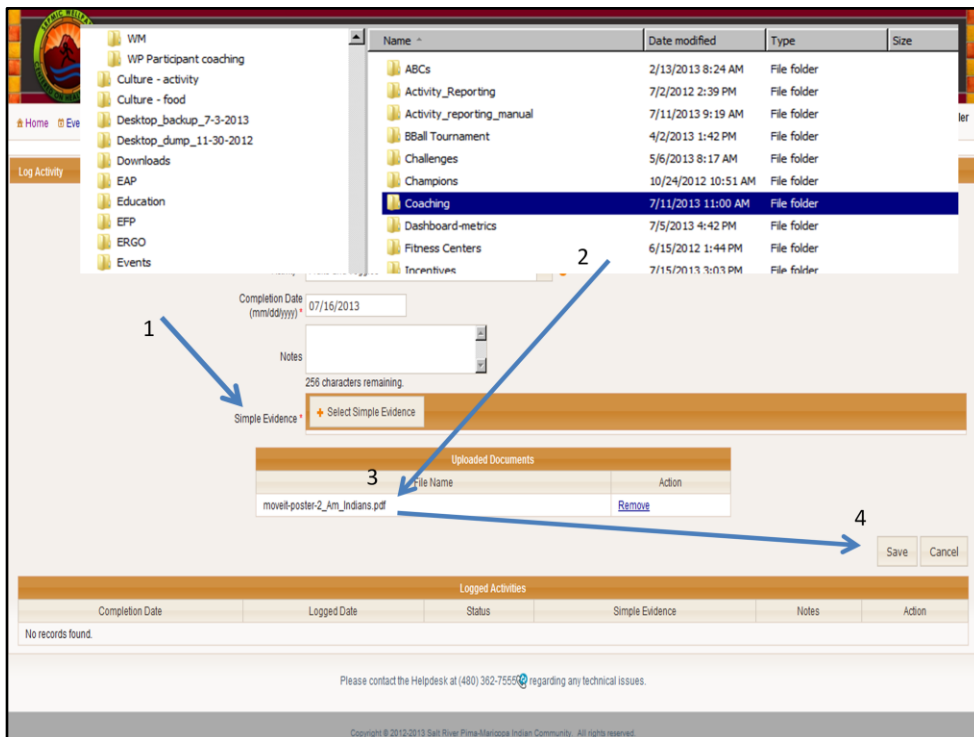 WM
WP Participant coaching
Culture - activity
Culture - food
Desktop_backup_7-3-2013
Desktop_dump_11-30-2012
Downloads
EAP
Education
EFP
ERGO
Events
Name Date modified Type Size
ABCs 2/13/2013 8:24 AM File folder
Activity_Reporting 7/2/2012 2:39 PM File folder
Activity_reporting_manual 7/11/2013 9:19 AM File folder
BBall Tournament 4/2/2013 1:42 PM File folder
Challenges 5/6/2013 8:17 AM File folder
Champions 10/24/2012 10:51 AM File folder
Coaching 7/11/2013 11:00 AM File folder
Dashboard-metrics 7/5/2013 4:42 PM File folder
Fitness Centers 6/15/2012 1:44 PM File folder
Incentives 7/15/2013 3:03 PM File folder
Home Eve
Log Activity
2
Completion Date
(mm/dd/yyyy) * 07/16/2013
1
Notes
256 characters remaining.
Simple Evidence * + Select Simple Evidence
Uploaded Documents
3
File Name Action
moveit-poster-2_Am_Indians.pdf Remove
4
Save Cancel
Logged Activities
Completion Date Logged Date Status Simple Evidence Notes Action
No records found.
Please contact the Helpdesk at (480) 362-7555 regarding any technical issues.
Copyright © 2012-2013 Salt River Pima-Maricopa Indian Community. All rights reserved.